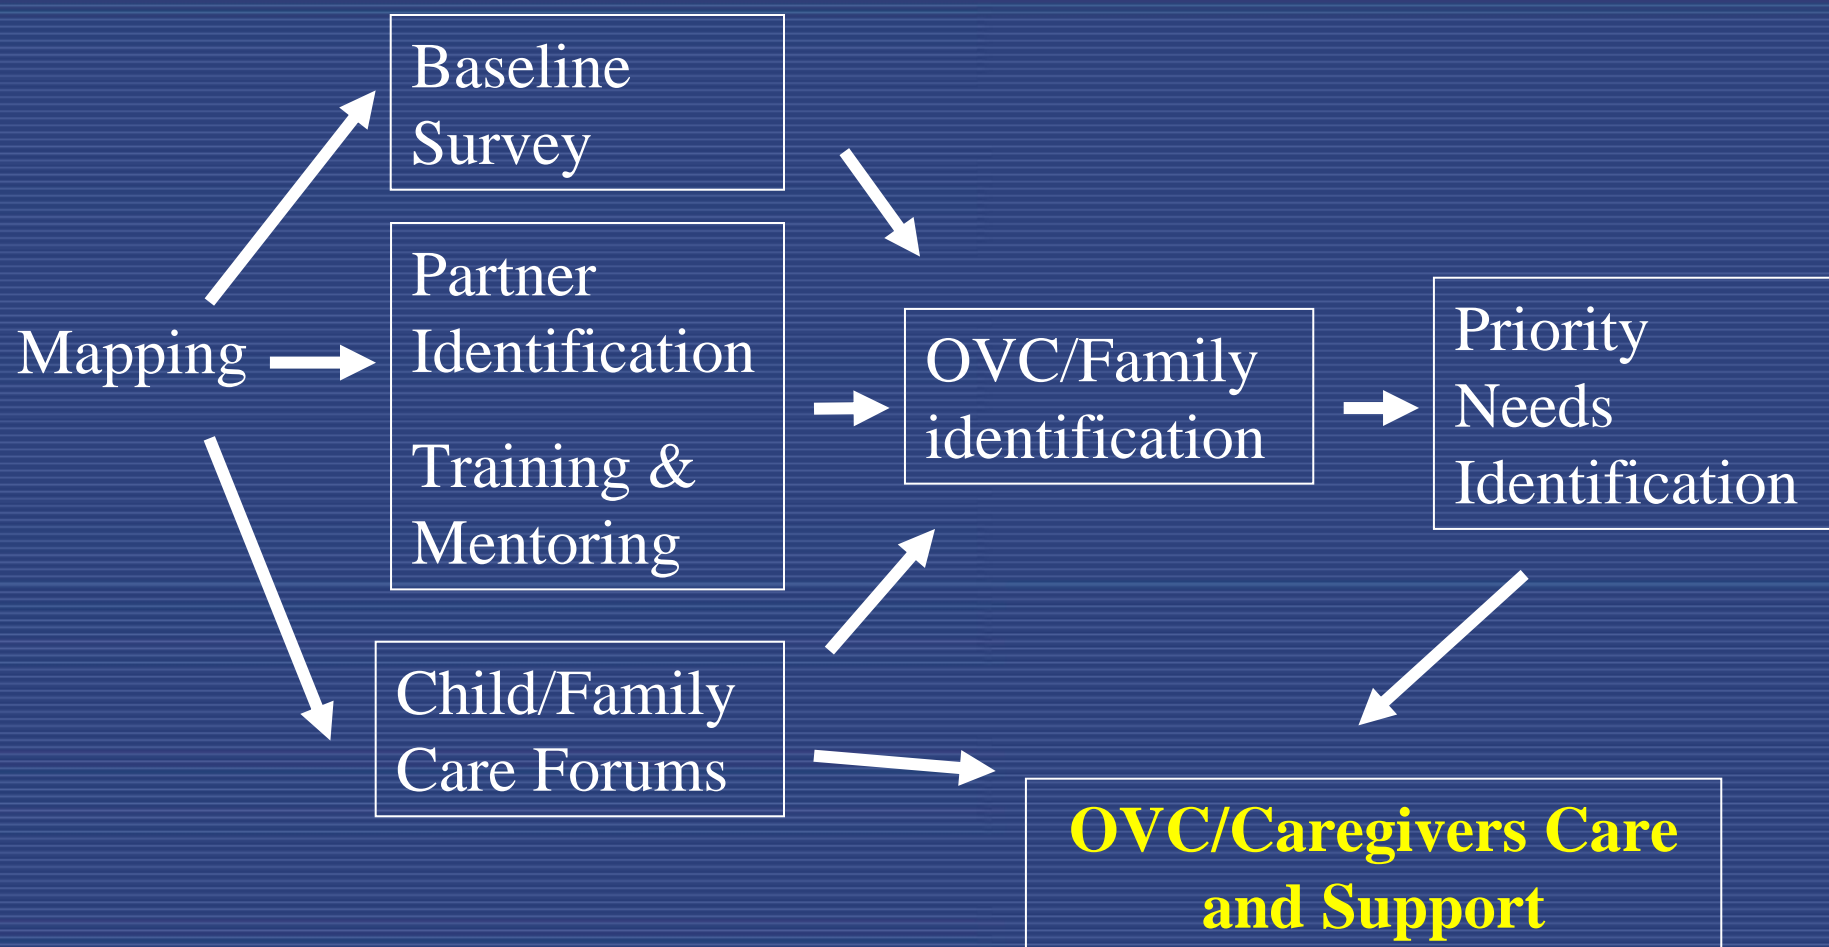 Baseline
Survey
Mapping
Partner
Identification
Training &
Mentoring
Child/Family
Care Forums
OVC/Family
identification
Priority
Needs
Identification
OVC/Caregivers Care
and Support